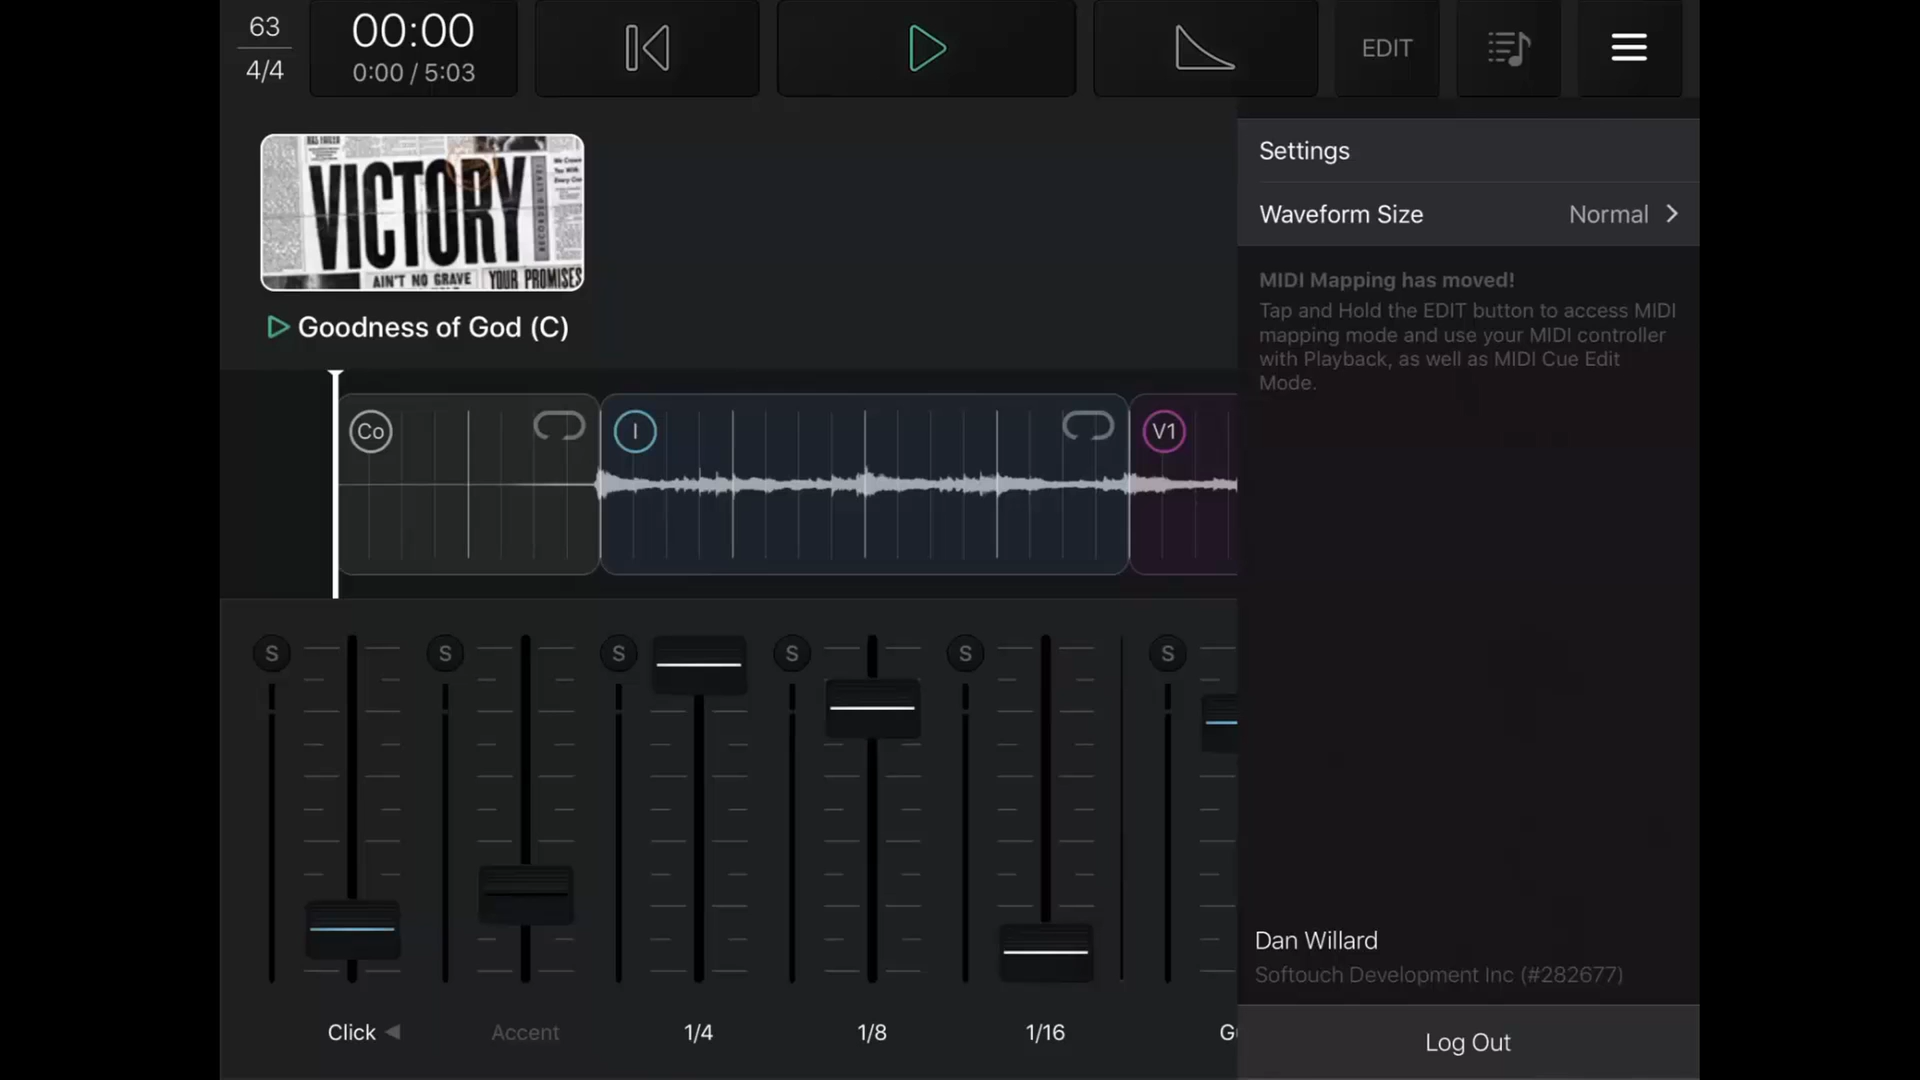 63
4/4
00:00
0:00 / 5:03
EDIT
VICTORY
RECORDED LIVE!
AIN'T NO GRAVE
YOUR PROMISES
Goodness of God (C)
Co
I
V1
S
S
S
S
S
S
Click
Accent
1/4
1/8
1/16
Settings
Waveform Size
Normal
MIDI Mapping has moved!
Tap and Hold the EDIT button to access MIDI
mapping mode and use your MIDI controller
with Playback, as well as MIDI Cue Edit
Mode.
Dan Willard
Softouch Development Inc (#282677)
Log Out